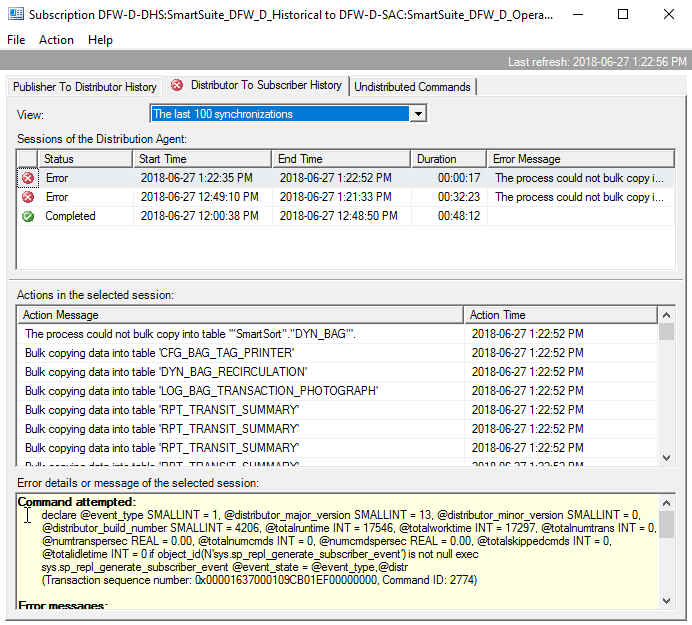 Subscription DFW-D-DHS:SmartSuite_DFW_D_Historical to DFW-D-SAC:SmartSuite_DFW_D_Opera...
File Action Help
Last refresh: 2018-06-27 1:22:56 PM
Publisher To Distributor History Distributor To Subscriber History Undistributed Commands
View: The last 100 synchronizations
Sessions of the Distribution Agent:
Status Start Time End Time Duration Error Message
Error 2018-06-27 1:22:35 PM 2018-06-27 1:22:52 PM 00:00:17 The process could not bulk copy i...
Error 2018-06-27 12:49:10 PM 2018-06-27 1:21:33 PM 00:32:23 The process could not bulk copy i...
Completed 2018-06-27 12:00:38 PM 2018-06-27 12:48:50 PM 00:48:12
Actions in the selected session:
Action Message Action Time
The process could not bulk copy into table '"SmartSort"."DYN_BAG"'. 2018-06-27 1:22:52 PM
Bulk copying data into table 'CFG_BAG_TAG_PRINTER' 2018-06-27 1:22:52 PM
Bulk copying data into table 'DYN_BAG_RECIRCULATION' 2018-06-27 1:22:52 PM
Bulk copying data into table 'LOG_BAG_TRANSACTION_PHOTOGRAPH' 2018-06-27 1:22:52 PM
Bulk copying data into table 'RPT_TRANSIT_SUMMARY' 2018-06-27 1:22:52 PM
Bulk copying data into table 'RPT_TRANSIT_SUMMARY' 2018-06-27 1:22:52 PM
Bulk copying data into table 'RPT_TRANSIT_SUMMARY' 2018-06-27 1:22:52 PM
Bulk copying data into table 'RPT_TRANSIT_SUMMARY' 2018-06-27 1:22:52 PM
Error details or message of the selected session:
Command attempted:
declare @event_type SMALLINT = 1, @distributor_major_version SMALLINT = 13, @distributor_minor_version SMALLINT = 0,
@distributor_build_number SMALLINT = 4206, @totalruntime INT = 17546, @totalworktime INT = 17297, @totalnumtrans INT = 0,
@numtranspersec REAL = 0.00, @totalnumcmds INT = 0, @numcmdspersec REAL = 0.00, @totalskippedcmds INT = 0,
@totalidletime INT = 0 if object_id(N'sys.sp_repl_generate_subscriber_event') is not null exec
sys.sp_repl_generate_subscriber_event @event_state = @event_type,@distr
(Transaction sequence number: 0x00001637000109CB01EF00000000, Command ID: 2774)
Error messages: